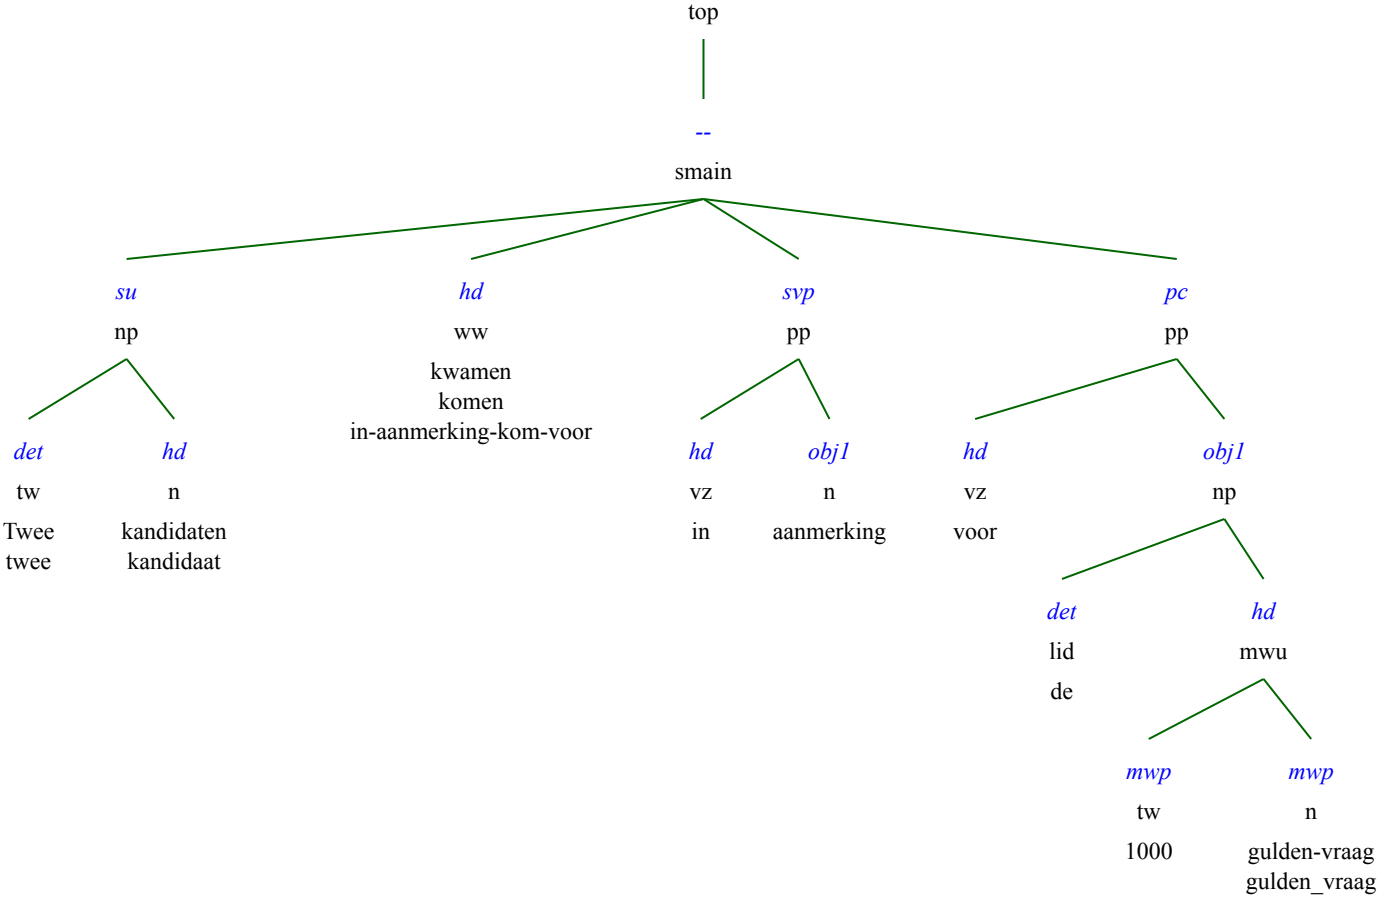 top
--
smain
su hd svp pc
np ww pp pp
kwamen
komen
in-aanmerking-kom-voor
det hd hd obj1 hd obj1
tw n vz n vz np
Twee kandidaten in aanmerking voor
twee kandidaat
det hd
lid mwu
de
mwp mwp
tw n
1000 gulden-vraag
gulden_vraag